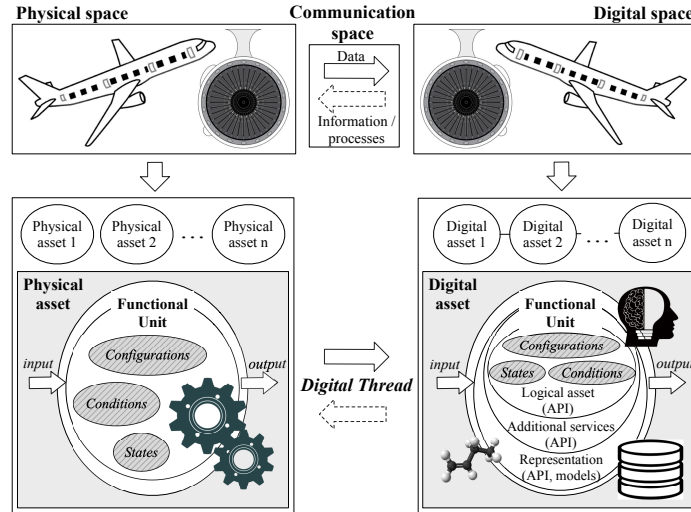 Physical space
Communication
space
Digital space
Data
Information /
processes
Physical
asset 1
Physical
asset 2
...
Physical
asset n
Digital
asset 1
Digital
asset 2
...
Digital
asset n
Physical
asset
Functional
Unit
Configurations
input
output
Conditions
States
Digital Thread
Digital
asset
Functional
Unit
Configurations
States
Conditions
input
output
Logical asset
(API)
Additional services
(API)
Representation
(API, models)